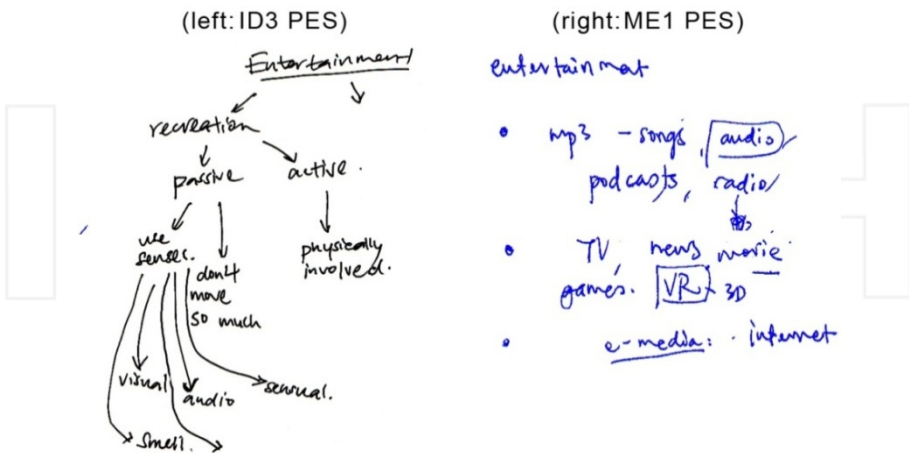 (left: ID3 PES)
Entertainment
recreation
passive
active.
use
senses.
don't
move
so much
physically
involved.
visual
audio
sensual.
smell.
(right: ME1 PES)
entertainmat
• mp3 - songs, audio
podcasts, radio
• TV, news movie
games. VR 3D
• e-media: · internet